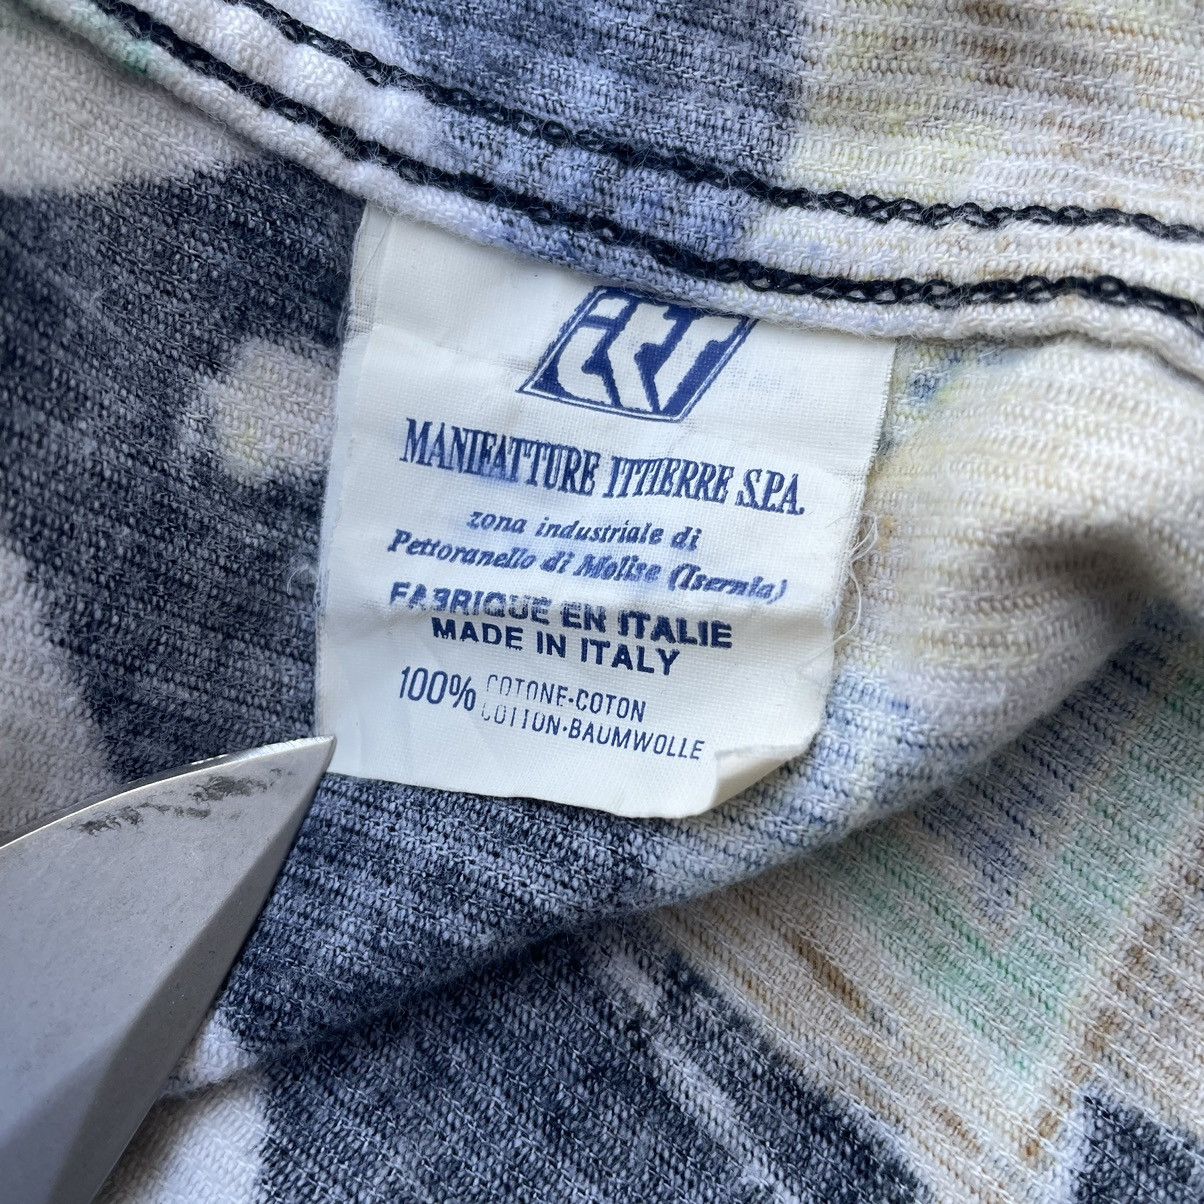 MANIFATTURE ITTIERRE S.P.A.
zona industriale di
Pettoranello di Molise (Isernia)
FABRIQUE EN ITALIE
MADE IN ITALY
100% COTONE·COTON
COTTON·BAUMWOLLE